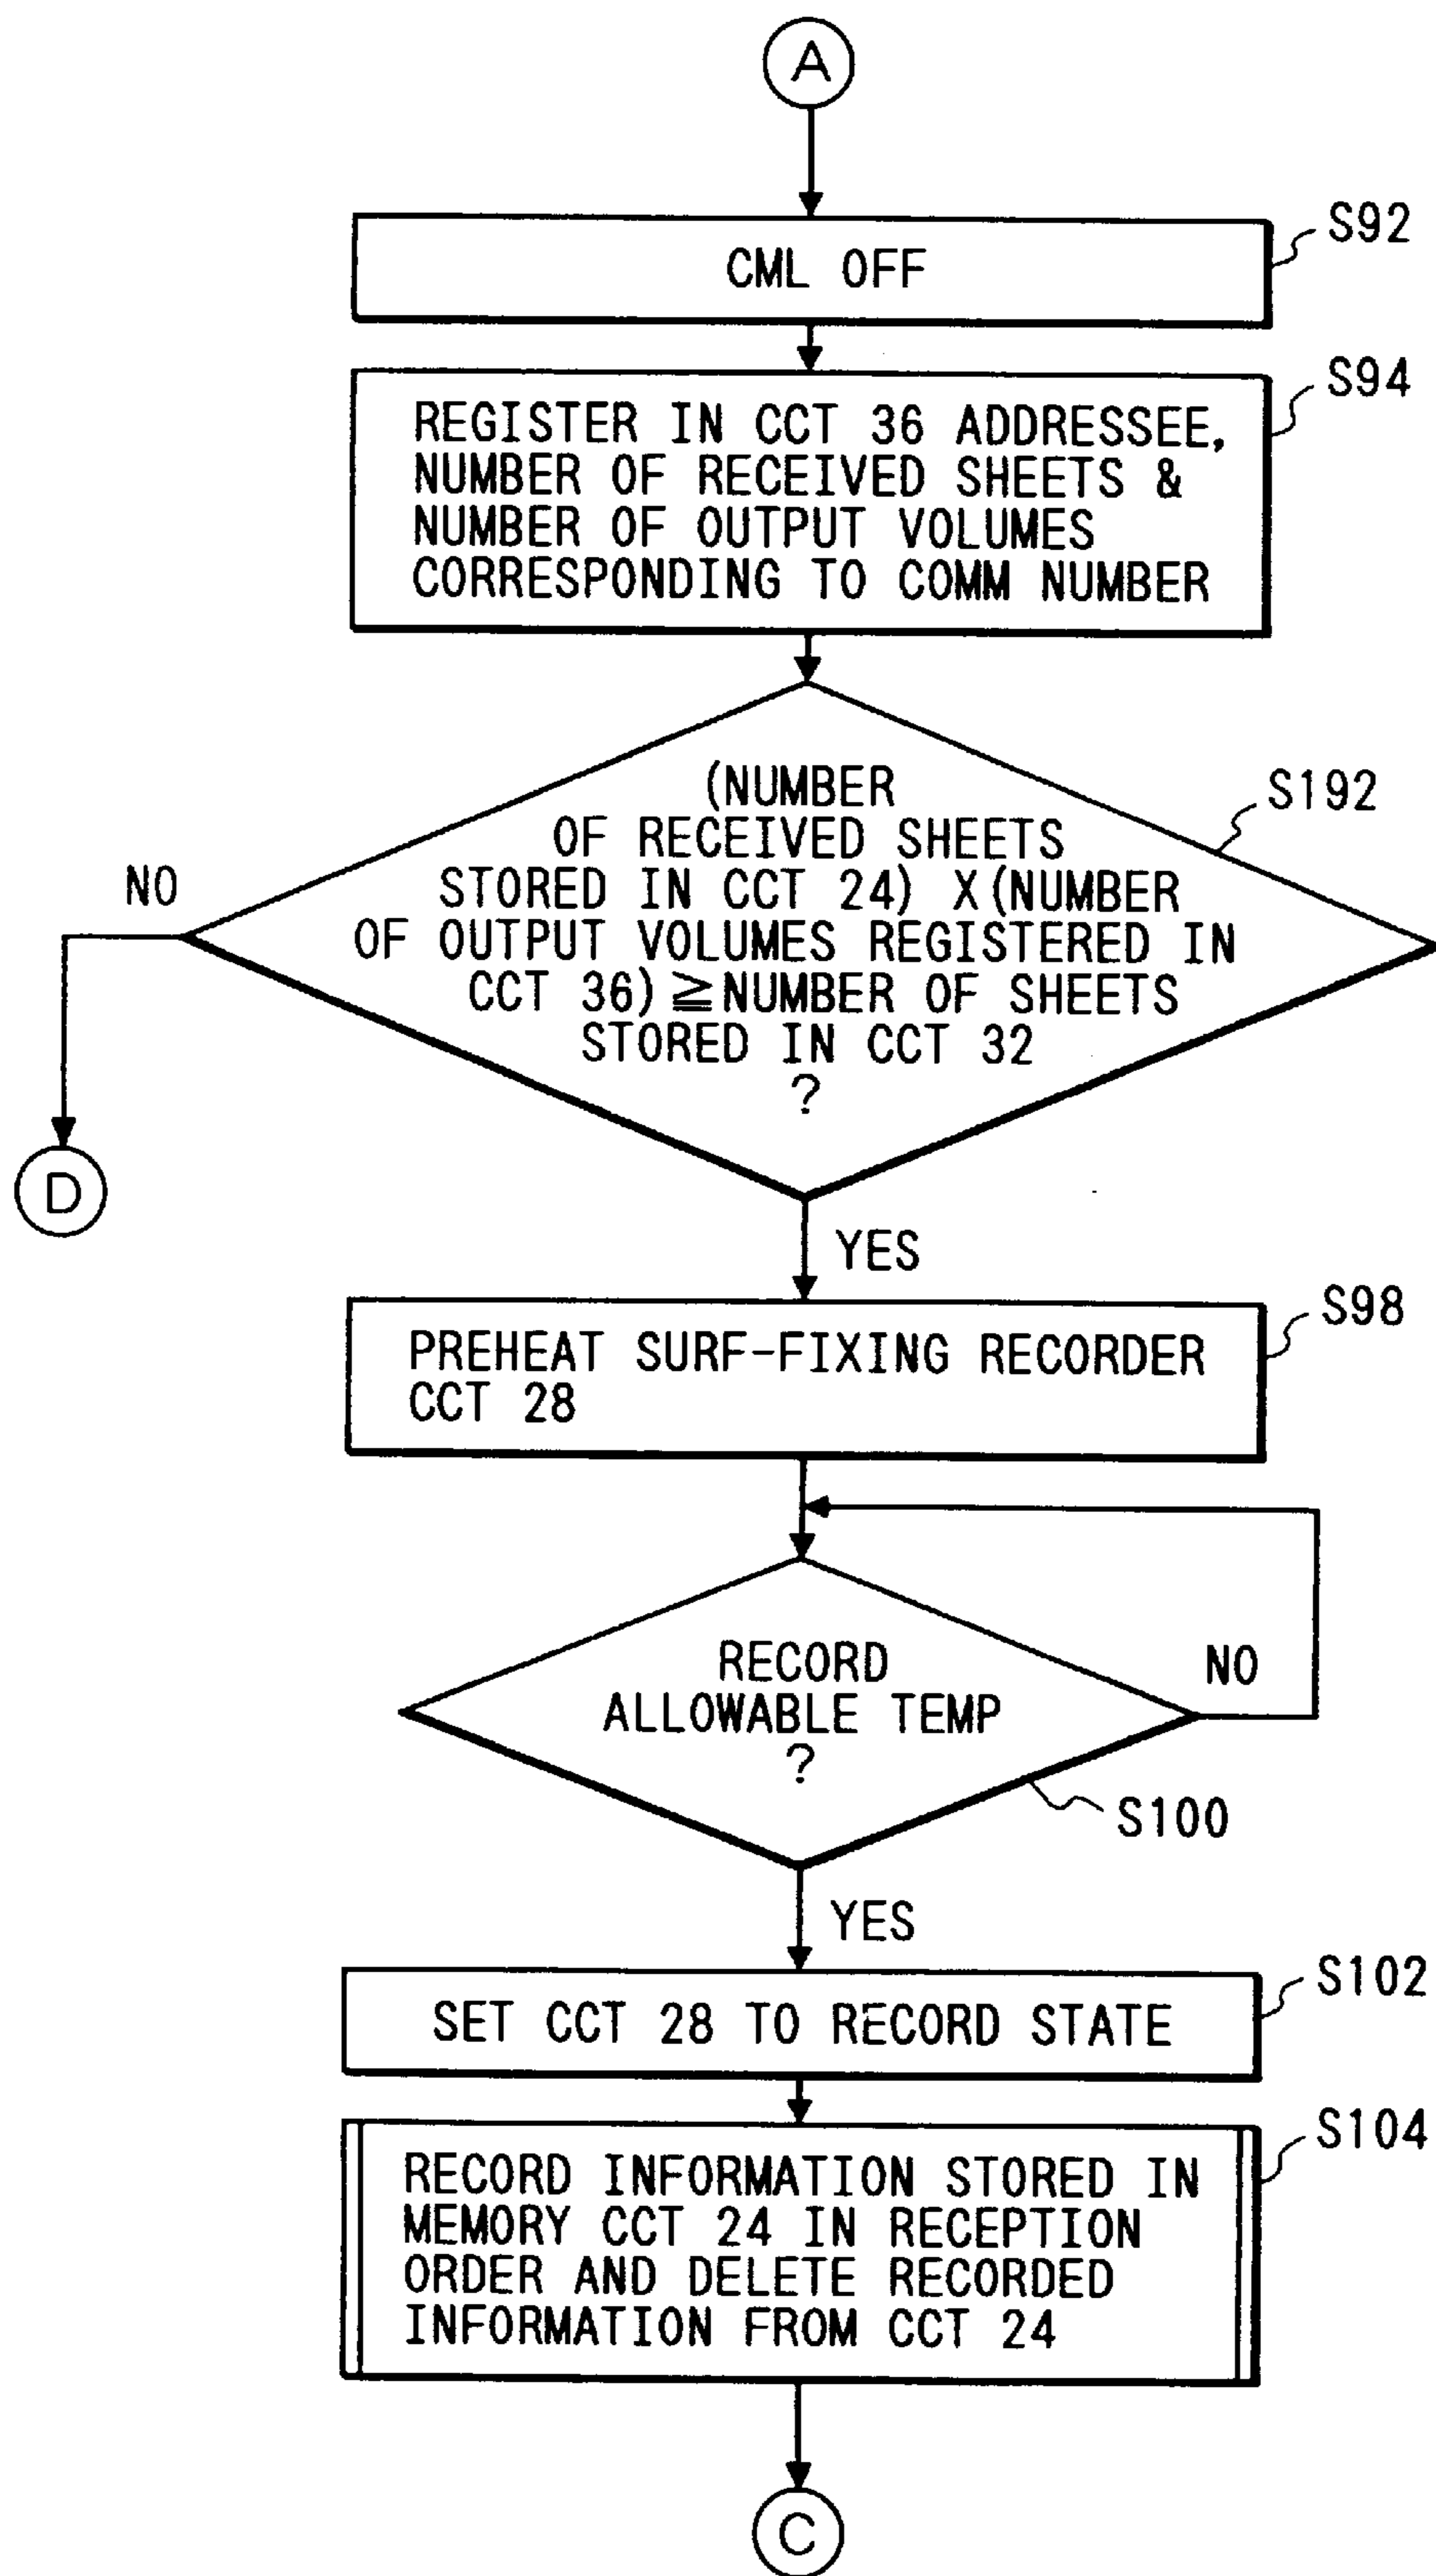 A
CML OFF
S92
S94
REGISTER IN CCT 36 ADDRESSEE,
NUMBER OF RECEIVED SHEETS &
NUMBER OF OUTPUT VOLUMES
CORRESPONDING TO COMM NUMBER
S192
(NUMBER
OF RECEIVED SHEETS
STORED IN CCT 24) X (NUMBER
OF OUTPUT VOLUMES REGISTERED IN
CCT 36) ≧ NUMBER OF SHEETS
STORED IN CCT 32
?
NO
D
YES
S98
PREHEAT SURF-FIXING RECORDER
CCT 28
RECORD
ALLOWABLE TEMP
?
NO
S100
YES
S102
SET CCT 28 TO RECORD STATE
S104
RECORD INFORMATION STORED IN
MEMORY CCT 24 IN RECEPTION
ORDER AND DELETE RECORDED
INFORMATION FROM CCT 24
C